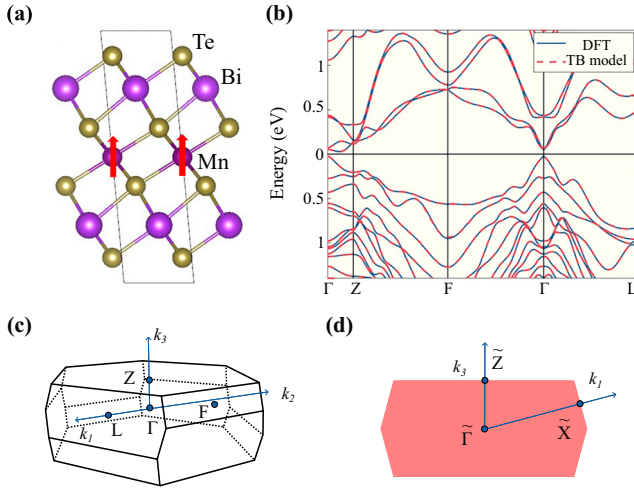 (a)
Te
Bi
Mn
(b)
DFT
TB model
Energy (eV)
1
0.5
0
0.5
1
Γ Z F Γ L
(c)
k3
Z
k2
F
Γ
L
k1
(d)
Z̃
k3
k1
Γ̃
X̃